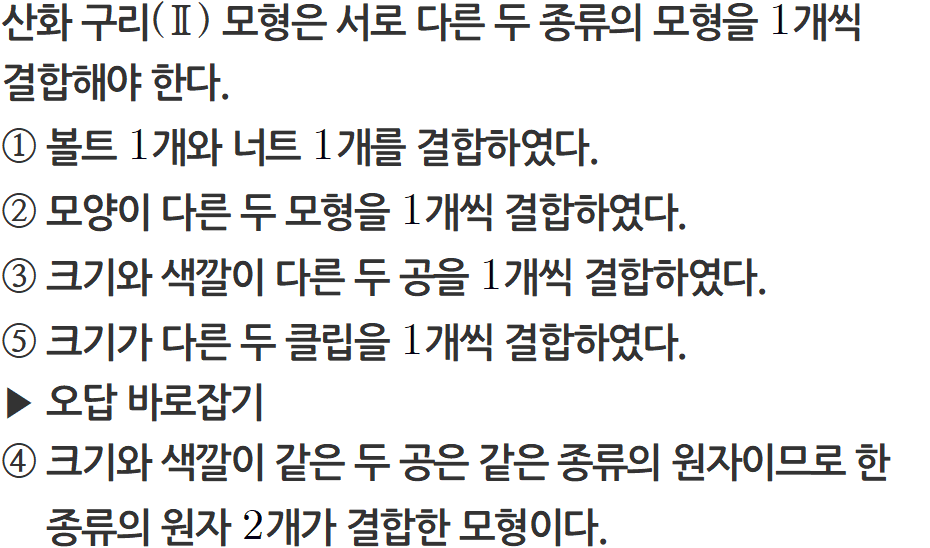 산화 구리(Ⅱ) 모형은 서로 다른 두 종류의 모형을 1개씩
결합해야 한다.
① 볼트 1개와 너트 1개를 결합하였다.
② 모양이 다른 두 모형을 1개씩 결합하였다.
③ 크기와 색깔이 다른 두 공을 1개씩 결합하였다.
⑤ 크기가 다른 두 클립을 1개씩 결합하였다.
▶ 오답 바로잡기
④ 크기와 색깔이 같은 두 공은 같은 종류의 원자이므로 한
종류의 원자 2개가 결합한 모형이다.